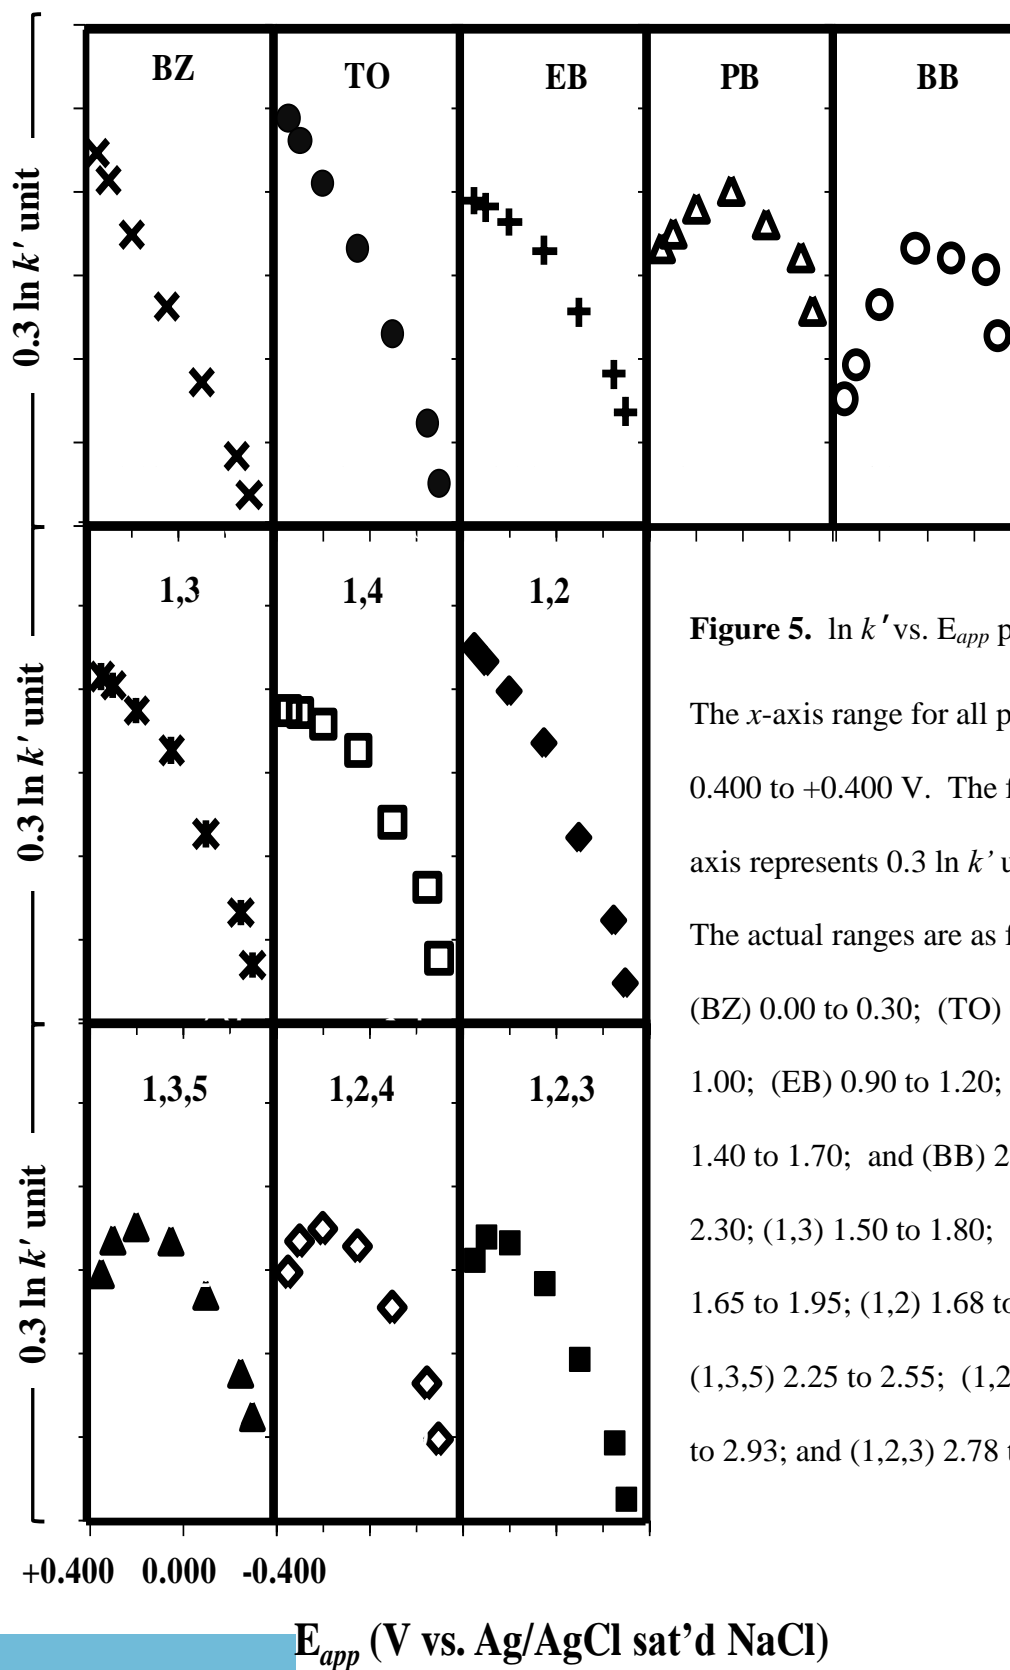 BZ TO EB PB BB
0.3 ln k' unit
1,3 1,4 1,2
0.3 ln k' unit
1,3,5 1,2,4 1,2,3
0.3 ln k' unit
+0.400 0.000 -0.400
E_app (V vs. Ag/AgCl sat’d NaCl)
Figure 5. ln k′ vs. E_app p
The x-axis range for all p
0.400 to +0.400 V. The f
axis represents 0.3 ln k’ u
The actual ranges are as f
(BZ) 0.00 to 0.30; (TO)
1.00; (EB) 0.90 to 1.20;
1.40 to 1.70; and (BB) 2
2.30; (1,3) 1.50 to 1.80;
1.65 to 1.95; (1,2) 1.68 to
(1,3,5) 2.25 to 2.55; (1,2
to 2.93; and (1,2,3) 2.78 t